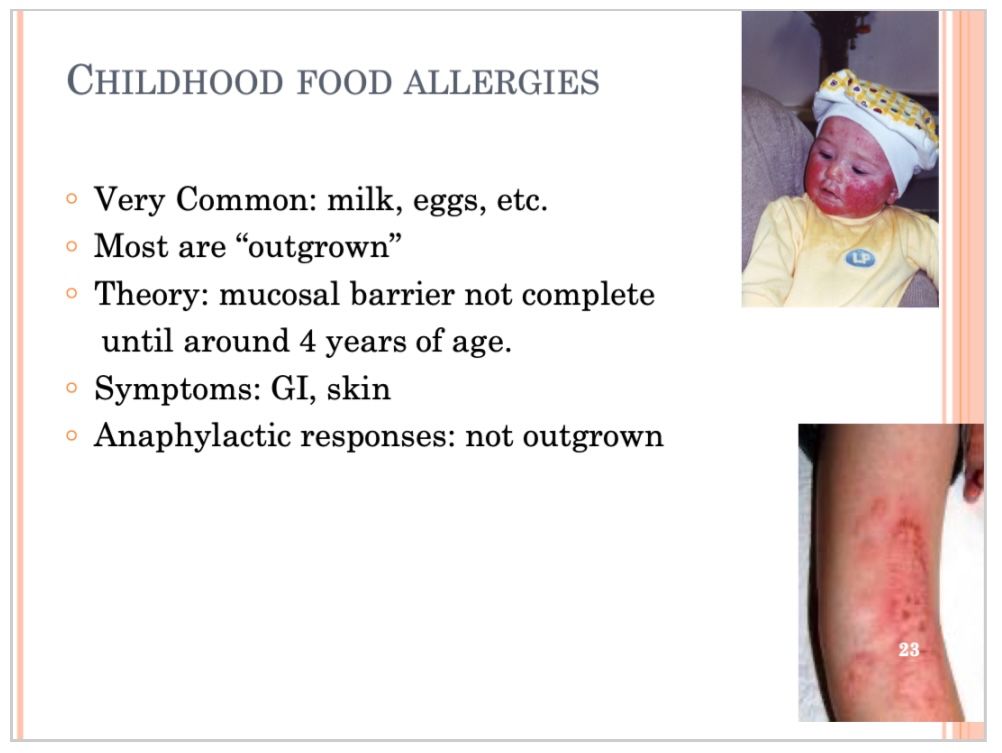 CHILDHOOD FOOD ALLERGIES
Very Common: milk, eggs, etc.
Most are “outgrown”
Theory: mucosal barrier not complete
until around 4 years of age.
Symptoms: GI, skin
Anaphylactic responses: not outgrown
LP
23